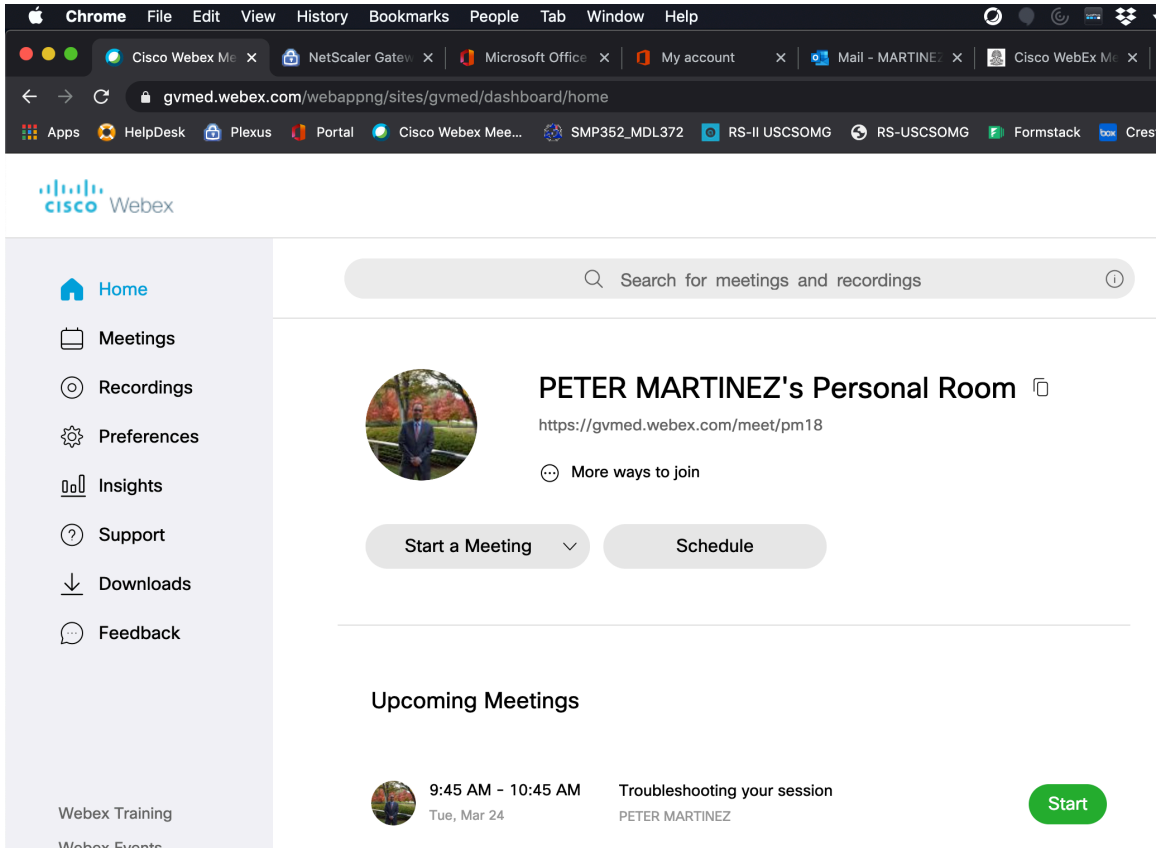 Chrome File Edit View History Bookmarks People Tab Window Help
Cisco Webex Me NetScaler Gatew Microsoft Office My account Mail - MARTINEZ Cisco WebEx Me
gvmed.webex.com/webappng/sites/gvmed/dashboard/home
Apps HelpDesk Plexus Portal Cisco Webex Mee... SMP352_MDL372 RS-II USCSOMG RS-USCSOMG Formstack box Cres
CISCO Webex
Search for meetings and recordings
Home
Meetings
Recordings
Preferences
Insights
Support
Downloads
Feedback
PETER MARTINEZ's Personal Room
https://gvmed.webex.com/meet/pm18
More ways to join
Start a Meeting Schedule
Upcoming Meetings
9:45 AM - 10:45 AM Troubleshooting your session
Tue, Mar 24 PETER MARTINEZ
Start
Webex Training
Webex Events